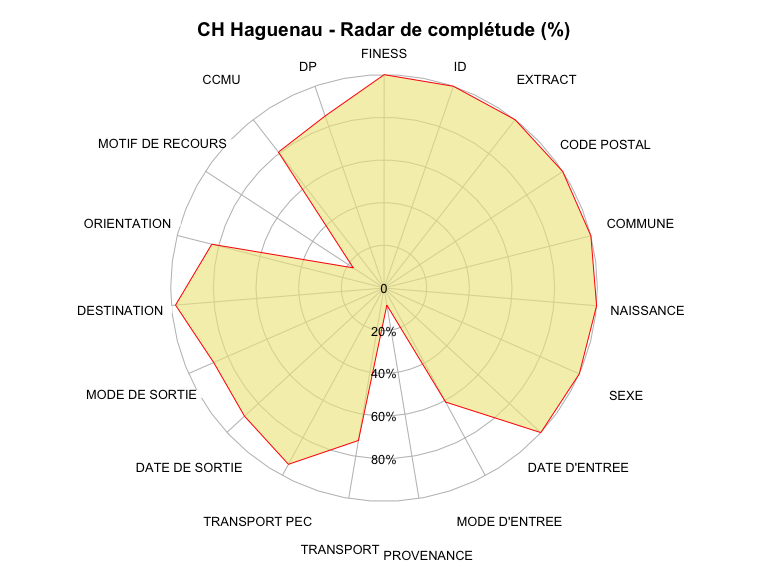 CH Haguenau - Radar de complétude (%)
FINESS
DP
ID
CCMU
EXTRACT
MOTIF DE RECOURS
CODE POSTAL
ORIENTATION
COMMUNE
0
DESTINATION
NAISSANCE
20%
40%
MODE DE SORTIE
SEXE
60%
80%
DATE DE SORTIE
DATE D'ENTREE
TRANSPORT PEC
MODE D'ENTREE
TRANSPORT
PROVENANCE